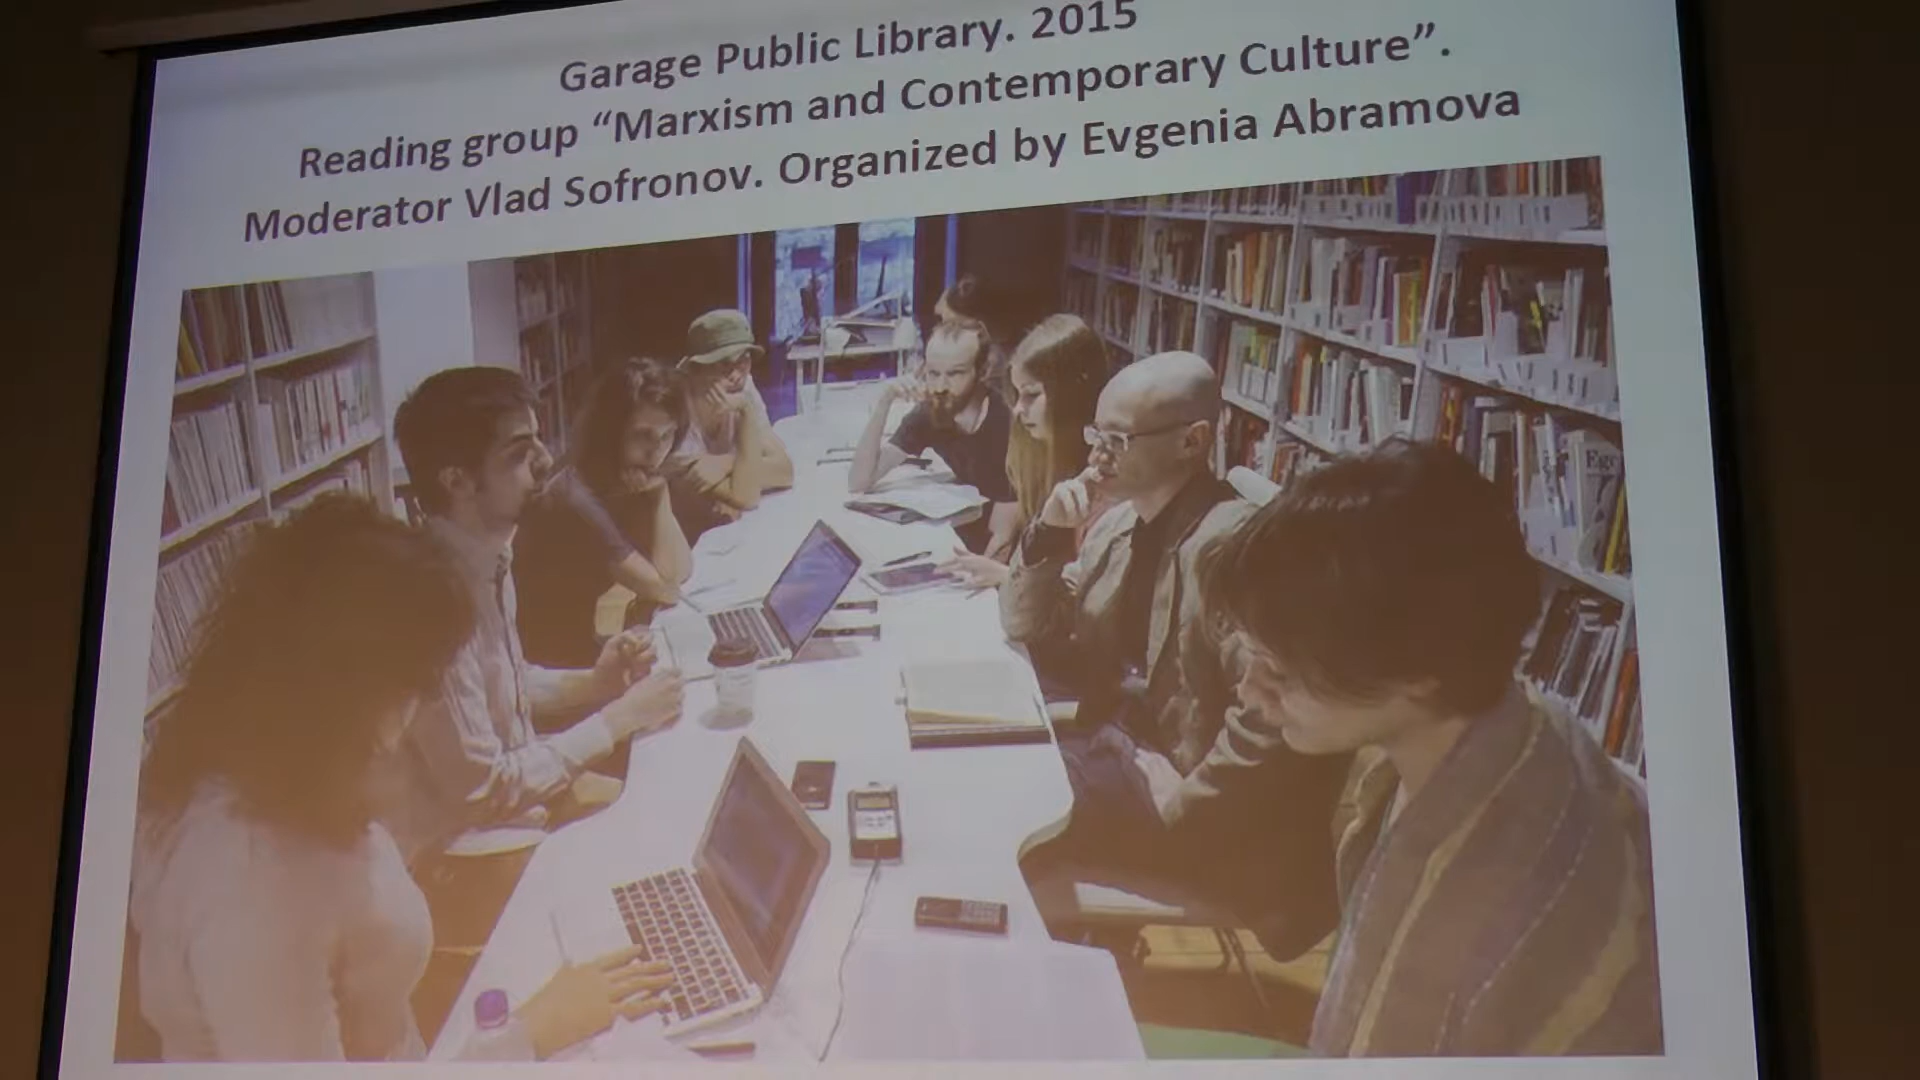 Garage Public Library. 2015
Reading group “Marxism and Contemporary Culture”.
Moderator Vlad Sofronov. Organized by Evgenia Abramova